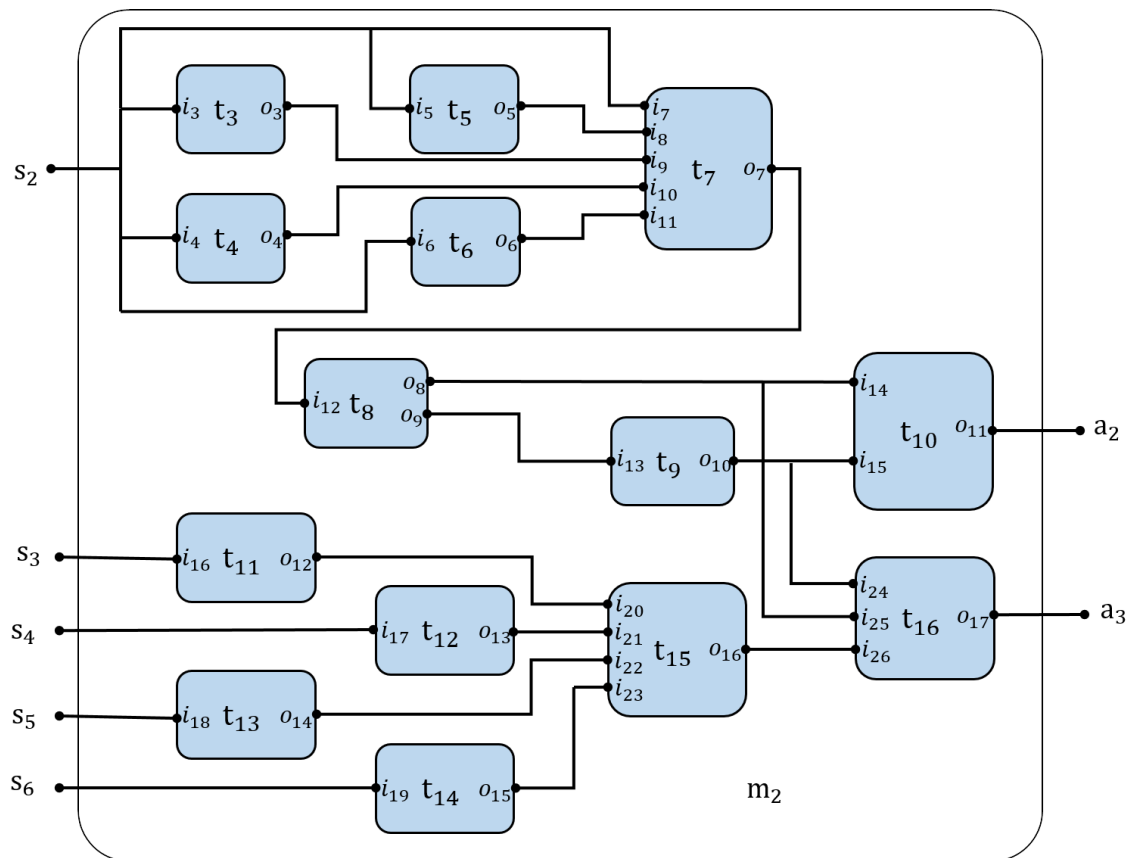 s₂
i₃ t₃ o₃
i₅ t₅ o₅
i₄ t₄ o₄
i₆ t₆ o₆
i₇
i₈
i₉
i₁₀
i₁₁
t₇ o₇
i₁₂ t₈ o₈
o₉
i₁₃ t₉ o₁₀
i₁₄
i₁₅
t₁₀ o₁₁
a₂
s₃
i₁₆ t₁₁ o₁₂
s₄
i₁₇ t₁₂ o₁₃
s₅
i₁₈ t₁₃ o₁₄
s₆
i₁₉ t₁₄ o₁₅
i₂₀
i₂₁
i₂₂
i₂₃
t₁₅ o₁₆
i₂₄
i₂₅
i₂₆
t₁₆ o₁₇
a₃
m₂